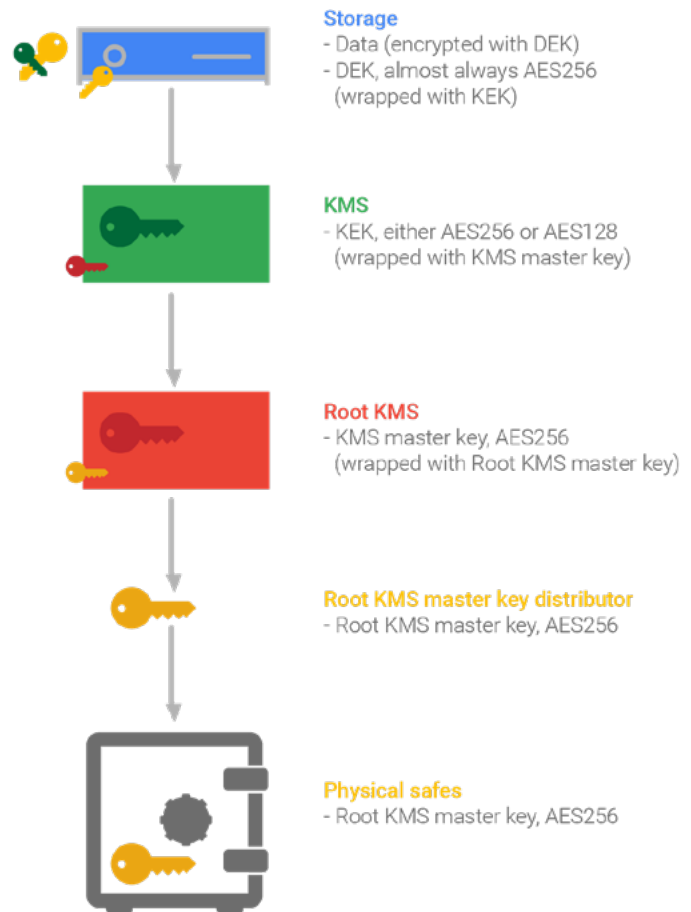 Storage
- Data (encrypted with DEK)
- DEK, almost always AES256
(wrapped with KEK)
KMS
- KEK, either AES256 or AES128
(wrapped with KMS master key)
Root KMS
- KMS master key, AES256
(wrapped with Root KMS master key)
Root KMS master key distributor
- Root KMS master key, AES256
Physical safes
- Root KMS master key, AES256